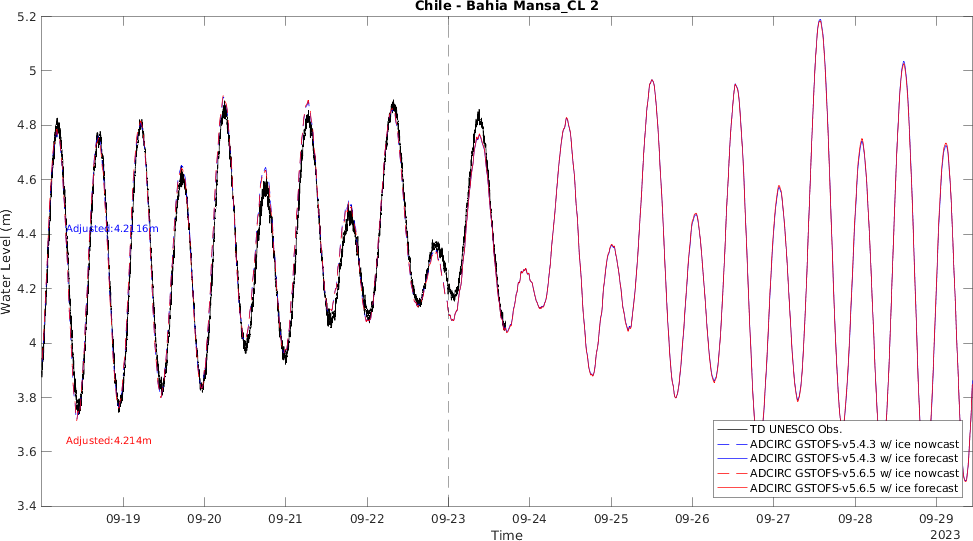 Chile - Bahia Mansa_CL 2
Water Level (m)
5.2
5
4.8
4.6
4.4
4.2
4
3.8
3.6
3.4
Adjusted:4.2116m
Adjusted:4.214m
TD UNESCO Obs.
ADCIRC GSTOFS-v5.4.3 w/ ice nowcast
ADCIRC GSTOFS-v5.4.3 w/ ice forecast
ADCIRC GSTOFS-v5.6.5 w/ ice nowcast
ADCIRC GSTOFS-v5.6.5 w/ ice forecast
09-19 09-20 09-21 09-22 09-23 09-24 09-25 09-26 09-27 09-28 09-29
2023
Time